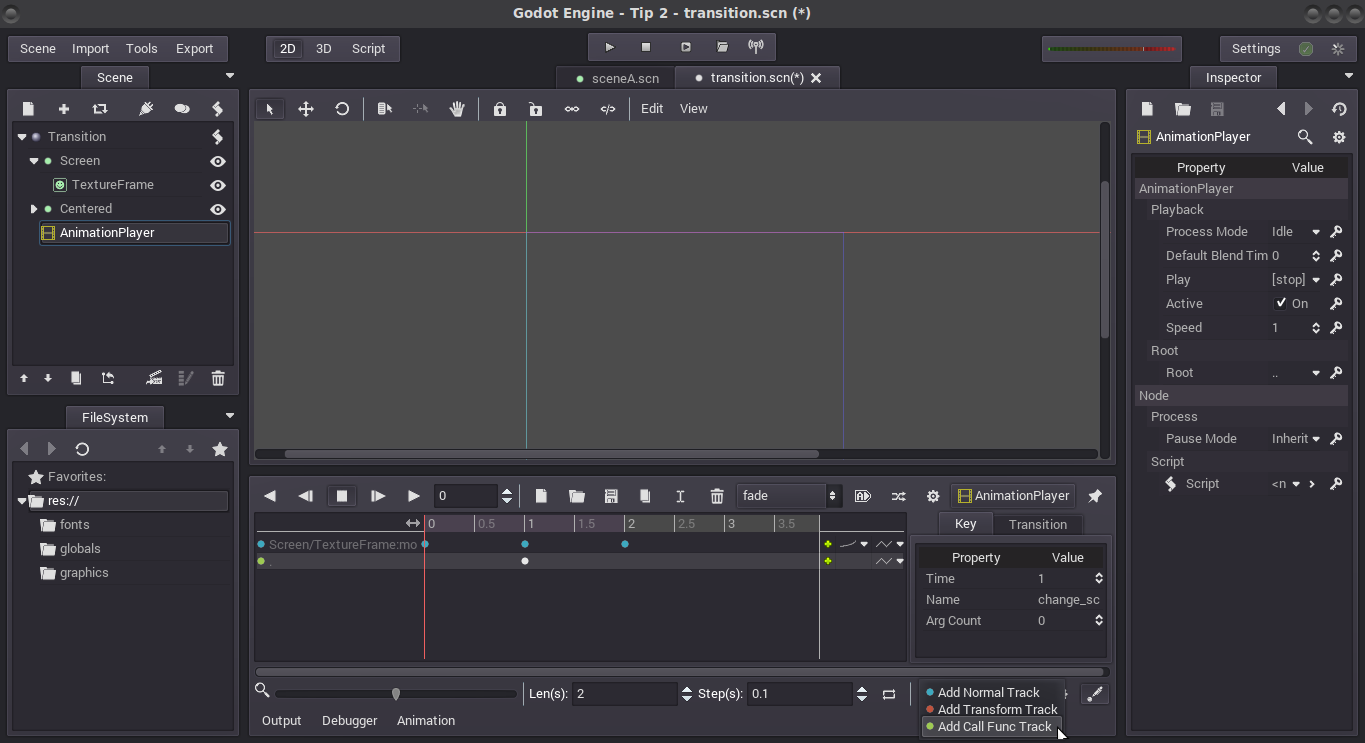 Godot Engine - Tip 2 - transition.scn (*)
Scene Import Tools Export 2D 3D Script Settings
Scene
sceneA.scn transition.scn(*)
Inspector
Edit View
Transition
Screen
TextureFrame
Centered
AnimationPlayer
FileSystem
Favorites:
res://
fonts
globals
graphics
0 fade AnimationPlayer
0 0.5 1 1.5 2 2.5 3 3.5
Screen/TextureFrame:mo
.
Key Transition
Property Value
Time 1
Name change_sc
Arg Count 0
Len(s): 2 Step(s): 0.1
Add Normal Track
Add Transform Track
Add Call Func Track
Output Debugger Animation
AnimationPlayer
Property Value
AnimationPlayer
Playback
Process Mode Idle
Default Blend Tim 0
Play [stop]
Active On
Speed 1
Root
Root ..
Node
Process
Pause Mode Inherit
Script
Script <n